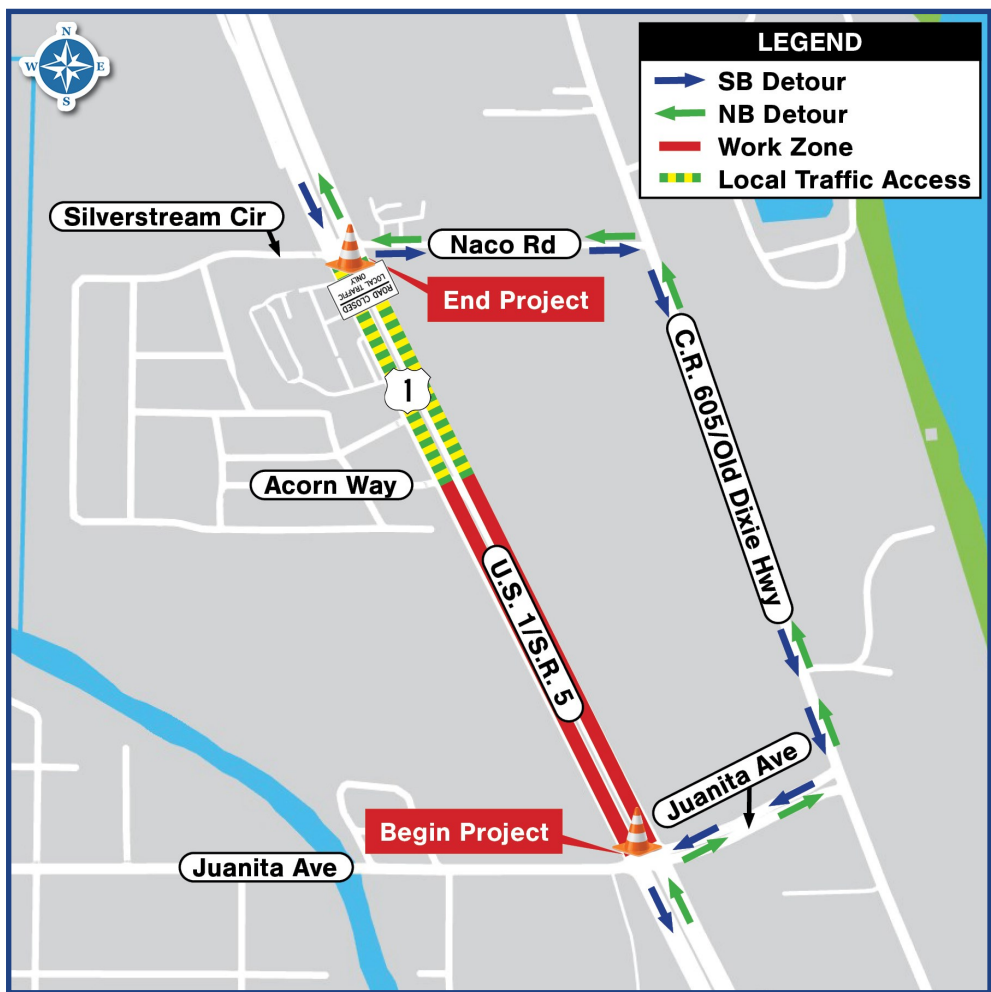 N
W E
S
LEGEND
SB Detour
NB Detour
Work Zone
Local Traffic Access
Silverstream Cir
Naco Rd
End Project
ROAD CLOSED
LOCAL TRAFFIC
ONLY
1
C.R. 605/Old Dixie Hwy
Acorn Way
U.S. 1/S.R. 5
Juanita Ave
Begin Project
Juanita Ave